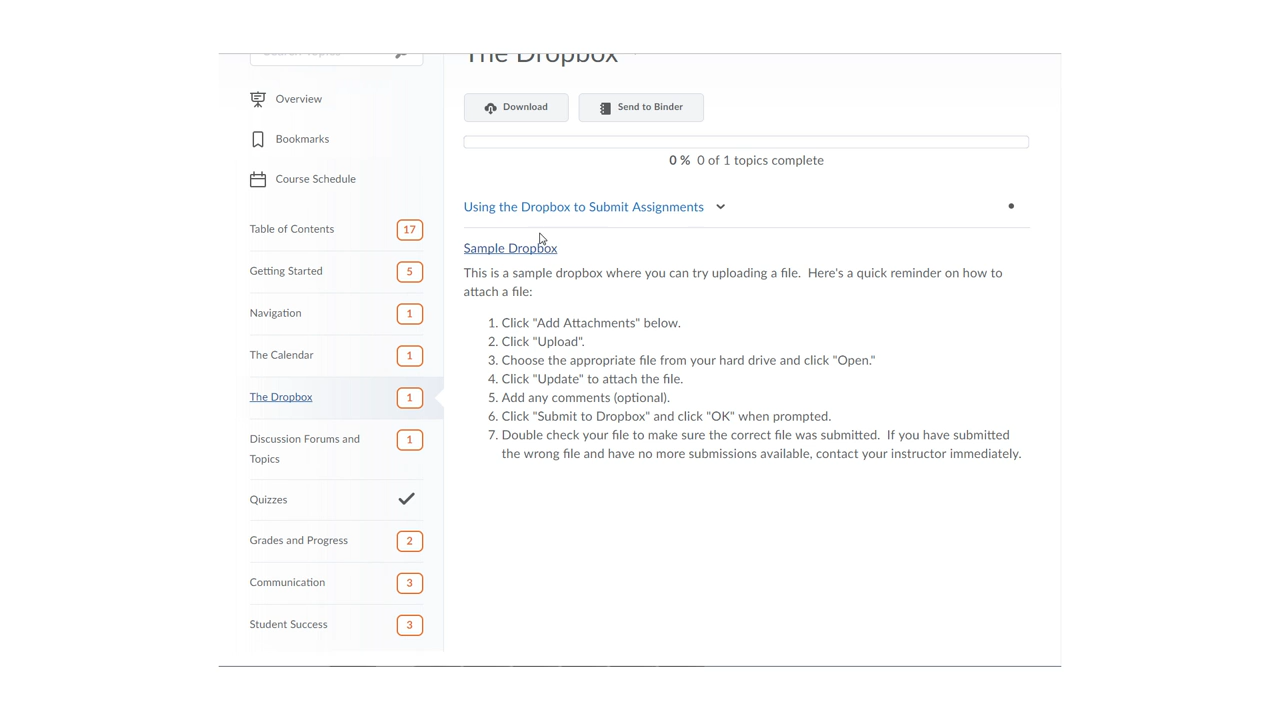 Search Topics
The Dropbox
Overview
Bookmarks
Course Schedule
Table of Contents 17
Getting Started 5
Navigation 1
The Calendar 1
The Dropbox 1
Discussion Forums and 1
Topics
Quizzes
Grades and Progress 2
Communication 3
Student Success 3
Download
Send to Binder
0 % 0 of 1 topics complete
Using the Dropbox to Submit Assignments
Sample Dropbox
This is a sample dropbox where you can try uploading a file. Here's a quick reminder on how to
attach a file:
1. Click "Add Attachments" below.
2. Click "Upload".
3. Choose the appropriate file from your hard drive and click "Open."
4. Click "Update" to attach the file.
5. Add any comments (optional).
6. Click "Submit to Dropbox" and click "OK" when prompted.
7. Double check your file to make sure the correct file was submitted. If you have submitted
the wrong file and have no more submissions available, contact your instructor immediately.